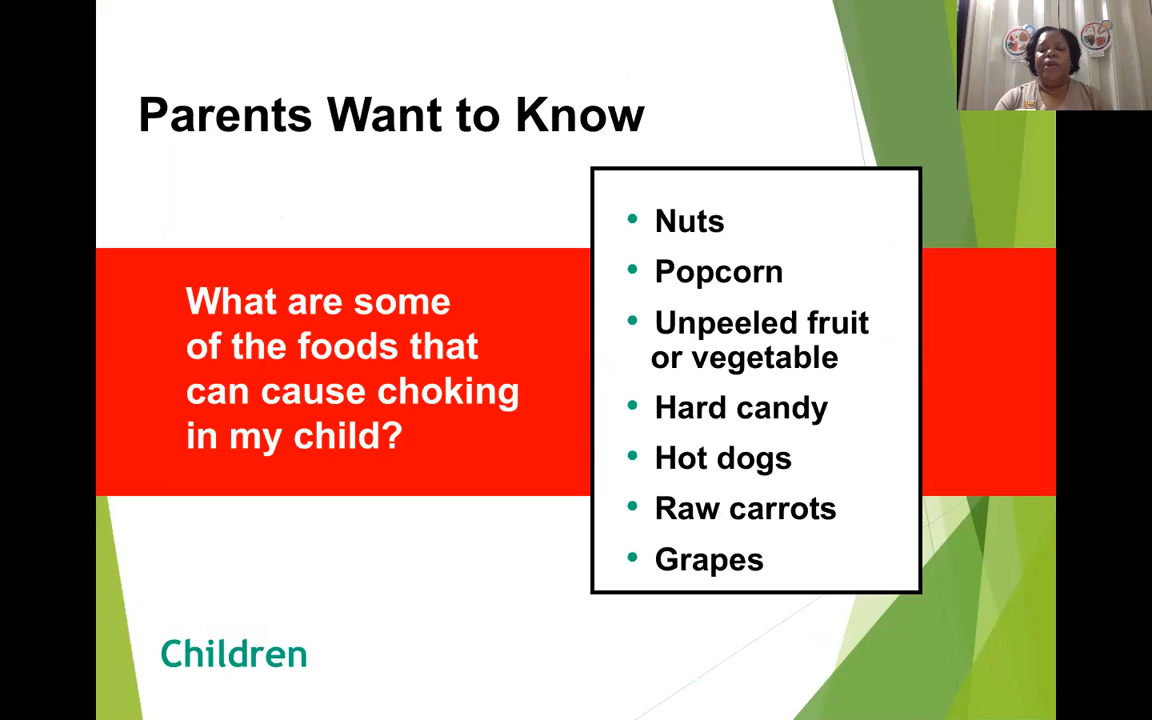 Parents Want to Know
What are some
of the foods that
can cause choking
in my child?
• Nuts
• Popcorn
• Unpeeled fruit
or vegetable
• Hard candy
• Hot dogs
• Raw carrots
• Grapes
Children